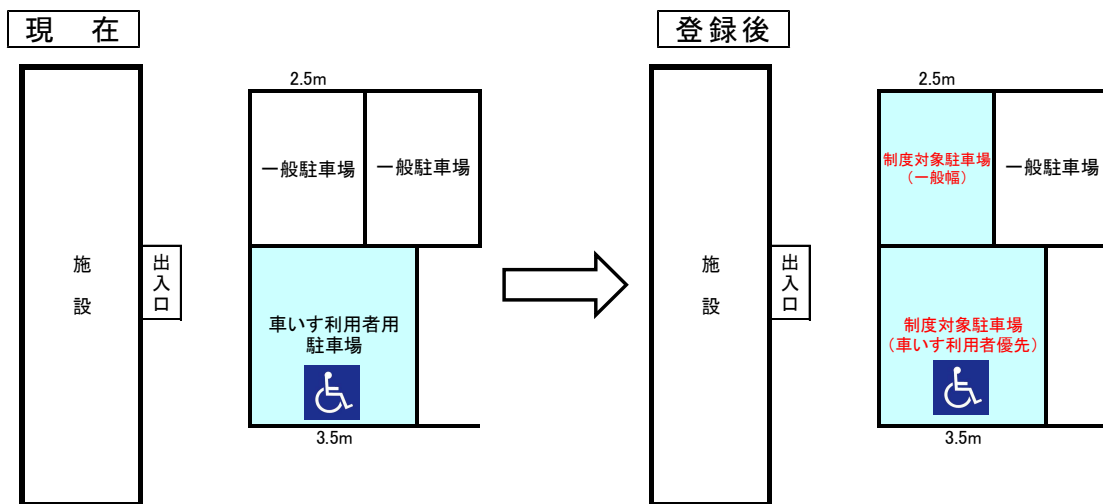 現 在
2.5m
一般駐車場
一般駐車場
施設
出入口
車いす利用者用
駐車場
3.5m
登録後
2.5m
制度対象駐車場
（一般幅）
一般駐車場
施設
出入口
制度対象駐車場
（車いす利用者優先）
3.5m